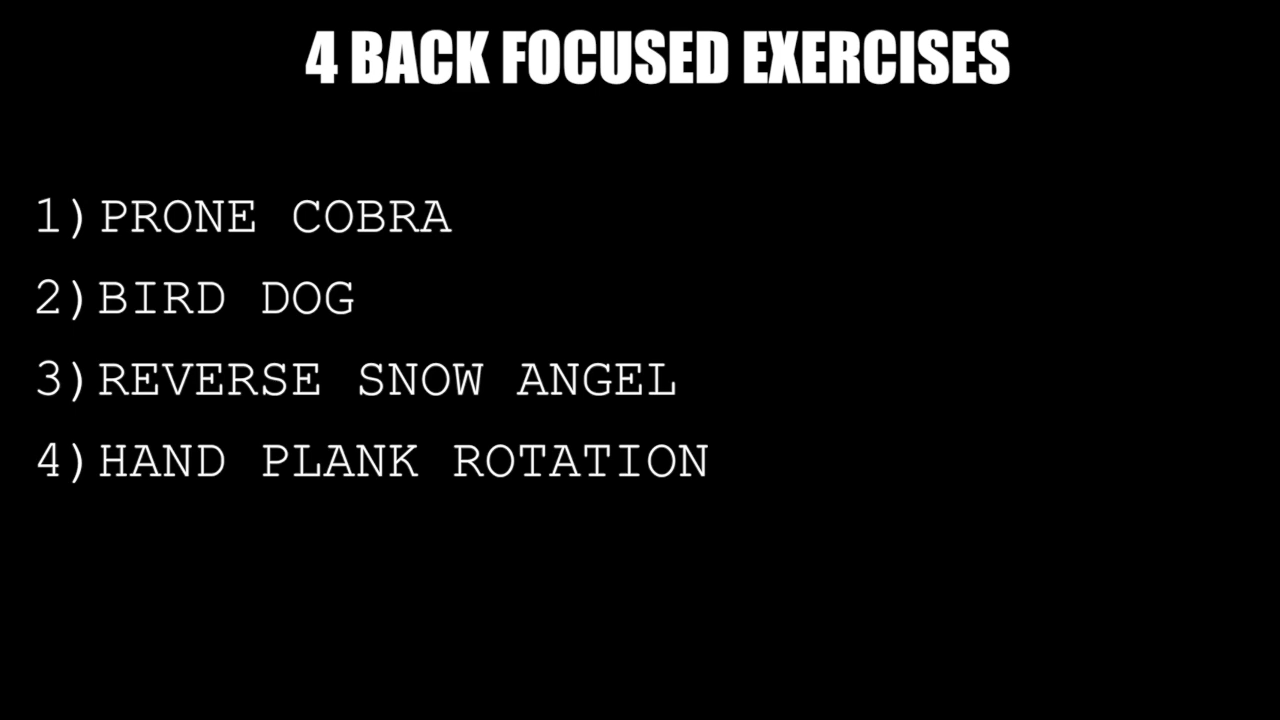 4 BACK FOCUSED EXERCISES
1)PRONE COBRA
2)BIRD DOG
3)REVERSE SNOW ANGEL
4)HAND PLANK ROTATION